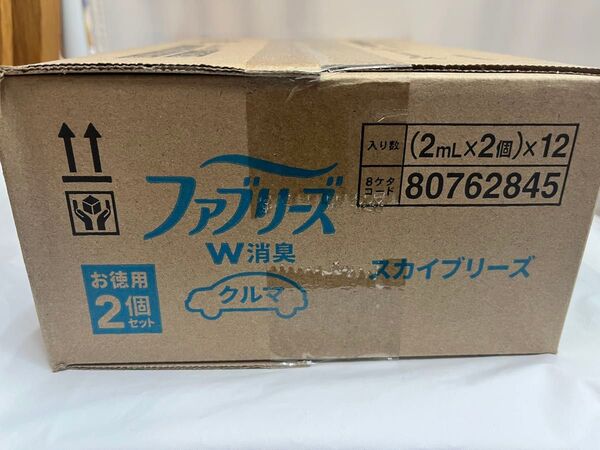 入り数 (2mL×2個)×12
8ケタコード 80762845
ファブリーズ
W消臭
クルマ
お徳用
2個
セット
スカイブリーズ